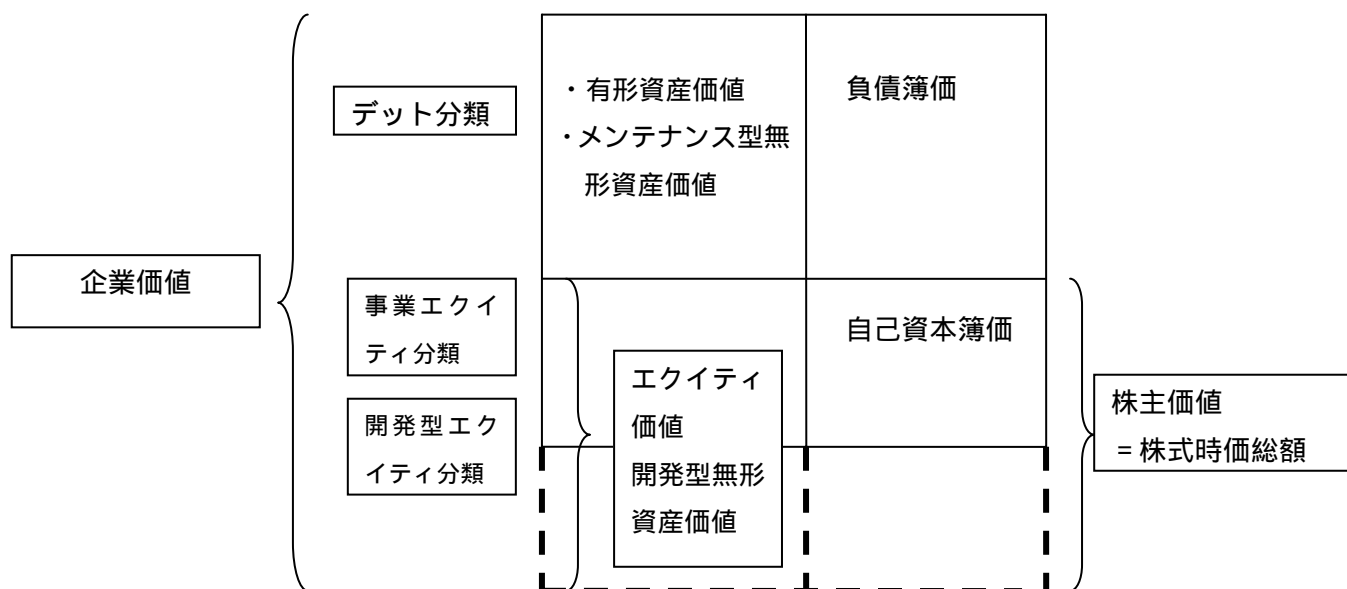 企業価値
デット分類
事業エクイ
ティ分類
開発型エク
イティ分類
・有形資産価値
・メンテナンス型無
形資産価値
負債簿価
エクイティ
価値
開発型無形
資産価値
自己資本簿価
株主価値
=株式時価総額